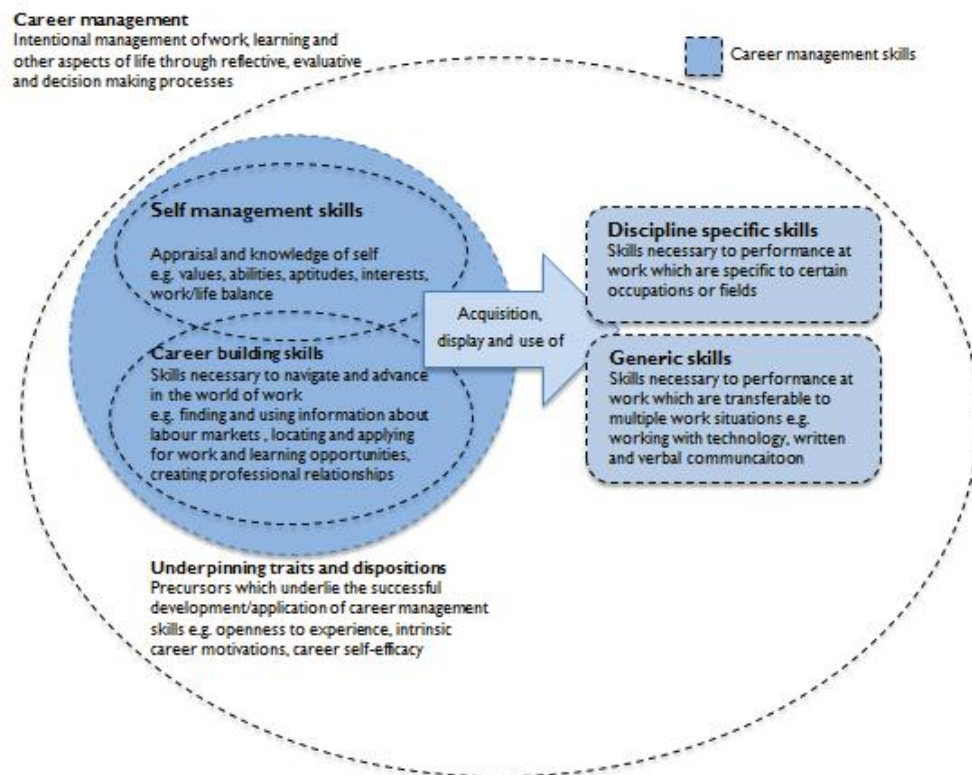 Career management
Intentional management of work, learning and
other aspects of life through reflective, evaluative
and decision making processes
Career management skills
Self management skills
Appraisal and knowledge of self
e.g. values, abilities, aptitudes, interests,
work/life balance
Career building skills
Skills necessary to navigate and advance
in the world of work
e.g. finding and using information about
labour markets , locating and applying
for work and learning opportunities,
creating professional relationships
Acquisition,
display and use of
Discipline specific skills
Skills necessary to performance at
work which are specific to certain
occupations or fields
Generic skills
Skills necessary to performance at
work which are transferable to
multiple work situations e.g.
working with technology, written
and verbal communcaitoon
Underpinning traits and dispositions
Precursors which underlie the successful
development/application of career management
skills e.g. openness to experience, intrinsic
career motivations, career self-efficacy